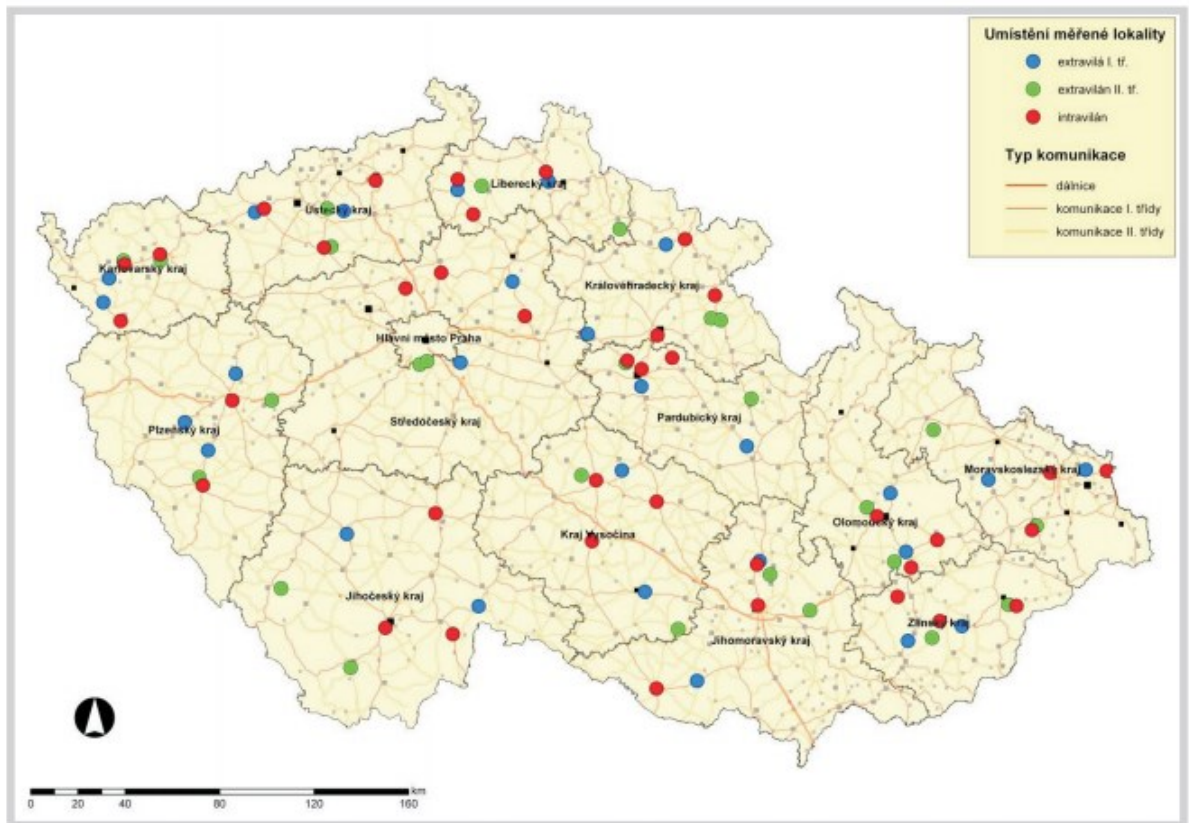 Umístění měřené lokality
extravilá I. tř.
extravilán II. tř.
intravilán
Typ komunikace
dálnice
komunikace I. třídy
komunikace II. třídy
Liberecký kraj
Ústecký kraj
Karlovarský kraj
Královéhradecký kraj
Hlavní město Praha
Středočeský kraj
Pardubický kraj
Plzeňský kraj
Moravskoslezský kraj
Olomoucký kraj
Kraj Vysočina
Jihočeský kraj
Zlínský kraj
Jihomoravský kraj
km
0 20 40 80 120 160